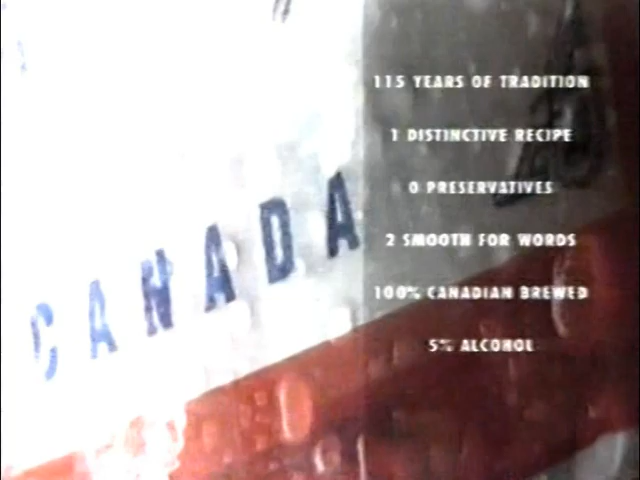 115 YEARS OF TRADITION
1 DISTINCTIVE RECIPE
0 PRESERVATIVES
2 SMOOTH FOR WORDS
100% CANADIAN BREWED
5% ALCOHOL
CANADA